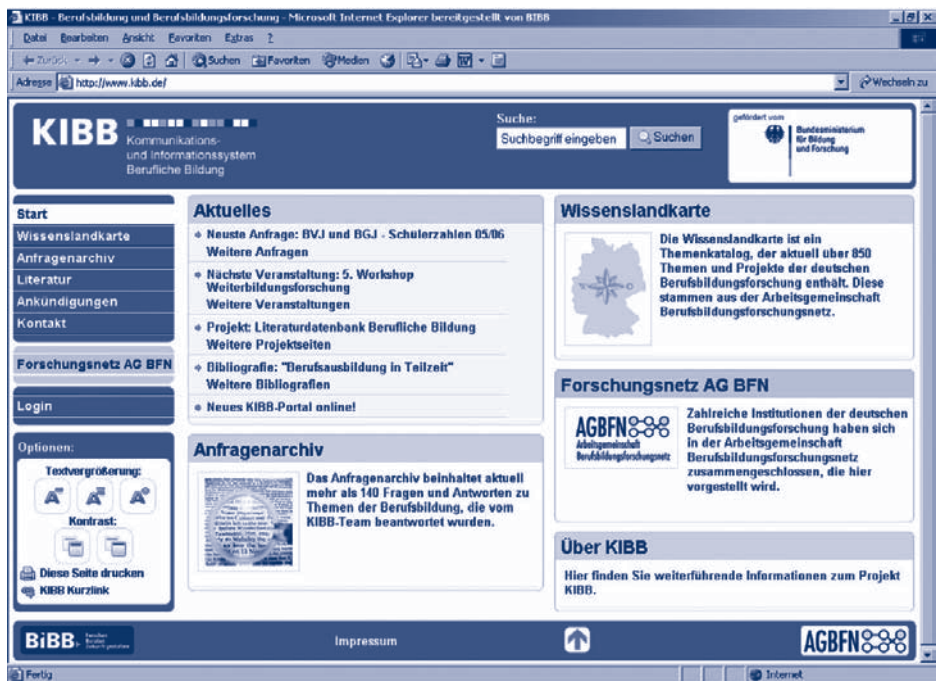 KIBB - Berufsbildung und Berufsbildungsforschung - Microsoft Internet Explorer bereitgestellt von BIBB
Datei Bearbeiten Ansicht Favoriten Extras ?
Zurück Suchen Favoriten Medien
Adresse http://www.kibb.de/ Wechseln zu
KIBB
Kommunikations-
und Informationssystem
Berufliche Bildung
Suche:
Suchbegriff eingeben Suchen
gefördert vom
Bundesministerium
für Bildung
und Forschung
Start
Wissenslandkarte
Anfragenarchiv
Literatur
Ankündigungen
Kontakt
Forschungsnetz AG BFN
Login
Optionen:
Textvergrößerung:
Kontrast:
Diese Seite drucken
KIBB Kurzlink
Aktuelles
Neuste Anfrage: BVJ und BGJ - Schülerzahlen 05/06
Weitere Anfragen
Nächste Veranstaltung: 5. Workshop
Weiterbildungsforschung
Weitere Veranstaltungen
Projekt: Literaturdatenbank Berufliche Bildung
Weitere Projektseiten
Bibliografie: "Berufsausbildung in Teilzeit"
Weitere Bibliografien
Neues KIBB-Portal online!
Anfragenarchiv
Das Anfragenarchiv beinhaltet aktuell
mehr als 140 Fragen und Antworten zu
Themen der Berufsbildung, die vom
KIBB-Team beantwortet wurden.
Wissenslandkarte
Die Wissenslandkarte ist ein
Themenkatalog, der aktuell über 850
Themen und Projekte der deutschen
Berufsbildungsforschung enthält. Diese
stammen aus der Arbeitsgemeinschaft
Berufsbildungsforschungsnetz.
Forschungsnetz AG BFN
AGBFN
Arbeitsgemeinschaft
Berufsbildungsforschungsnetz
Zahlreiche Institutionen der deutschen
Berufsbildungsforschung haben sich
in der Arbeitsgemeinschaft
Berufsbildungsforschungsnetz
zusammengeschlossen, die hier
vorgestellt wird.
Über KIBB
Hier finden Sie weiterführende Informationen zum Projekt
KIBB.
BiBB
Impressum
AGBFN
Fertig Internet